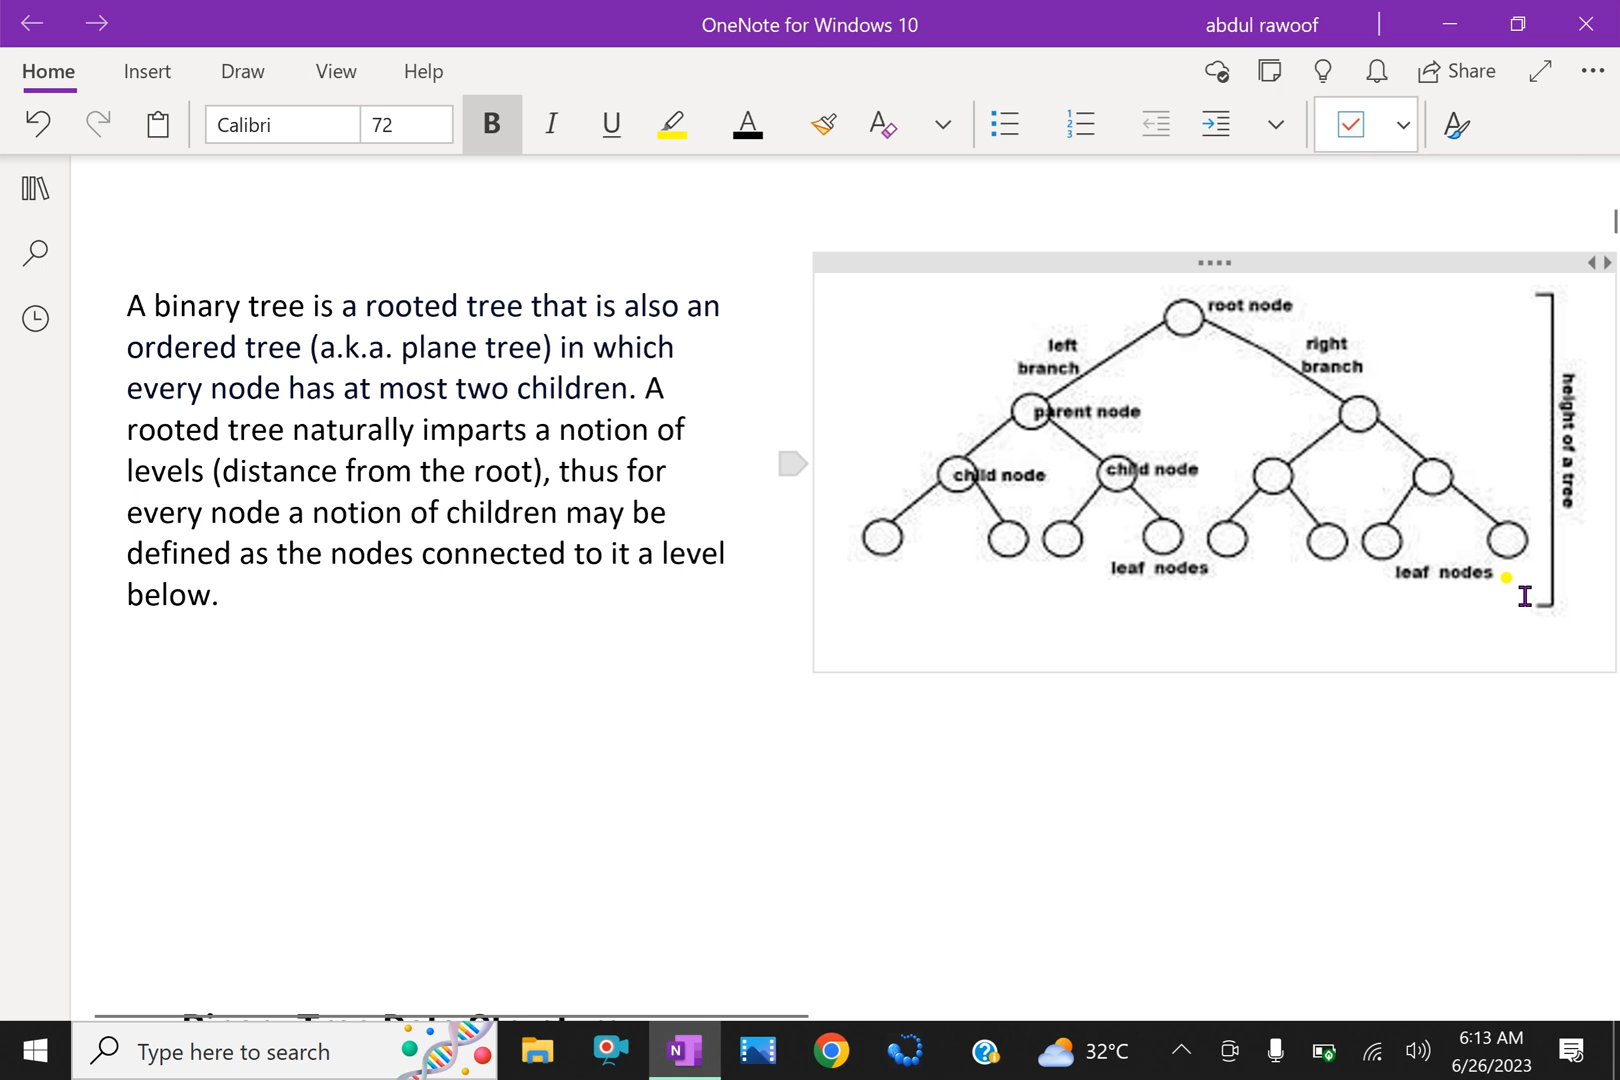 OneNote for Windows 10
abdul rawoof
Home Insert Draw View Help
Share
Calibri 72 B I U
A binary tree is a rooted tree that is also an
ordered tree (a.k.a. plane tree) in which
every node has at most two children. A
rooted tree naturally imparts a notion of
levels (distance from the root), thus for
every node a notion of children may be
defined as the nodes connected to it a level
below.
root node
left
branch
right
branch
parent node
child node
child node
leaf nodes
leaf nodes
height of a tree
Type here to search
32°C
6:13 AM
6/26/2023